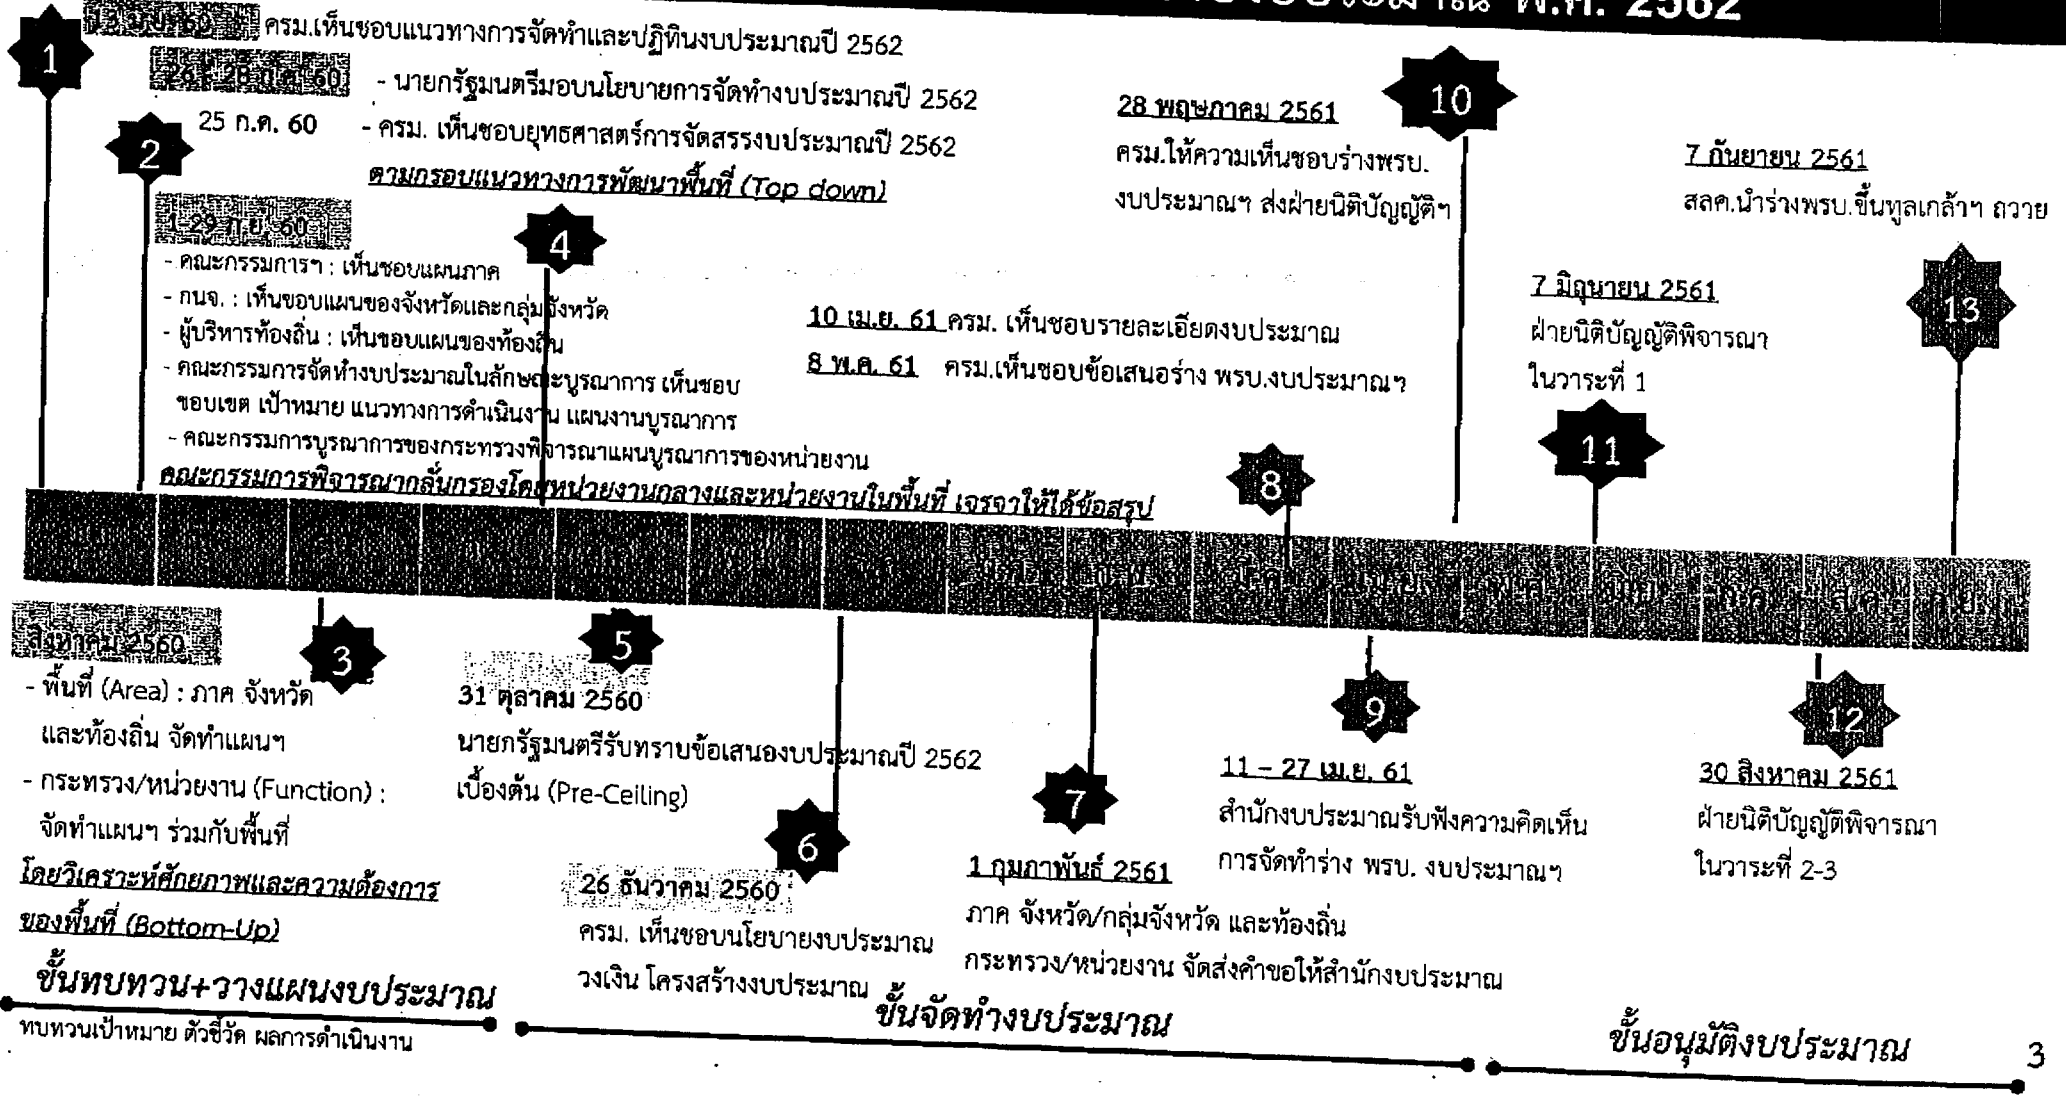 พ.ศ. 2562
1
13 มิ.ย. 60 ครม.เห็นชอบแนวทางการจัดทำและปฏิทินงบประมาณปี 2562
- นายกรัฐมนตรีมอบนโยบายการจัดทำงบประมาณปี 2562
2
25 ก.ค. 60 - ครม. เห็นชอบยุทธศาสตร์การจัดสรรงบประมาณปี 2562
ตามกรอบแนวทางการพัฒนาพื้นที่ (Top down)
1-29 ก.ย. 60
4
- คณะกรรมการฯ : เห็นชอบแผนภาค
- กนจ. : เห็นขอบแผนของจังหวัดและกลุ่มจังหวัด
- ผู้บริหารท้องถิ่น : เห็นชอบแผนของท้องถิ่น
- คณะกรรมการจัดทำงบประมาณในลักษณะบูรณาการ เห็นชอบ
ขอบเขต เป้าหมาย แนวทางการดำเนินงาน แผนงานบูรณาการ
- คณะกรรมการบูรณาการของกระทรวงพิจารณาแผนบูรณาการของหน่วยงาน
คณะกรรมการพิจารณากลั่นกรองโดยหน่วยงานกลางและหน่วยงานในพื้นที่ เจรจาให้ได้ข้อสรุป
10
28 พฤษภาคม 2561
ครม.ให้ความเห็นชอบร่างพรบ.
งบประมาณฯ ส่งฝ่ายนิติบัญญัติฯ
7 กันยายน 2561
สลค.นำร่างพรบ.ขึ้นทูลเกล้าฯ ถวาย
13
10 เม.ย. 61 ครม. เห็นชอบรายละเอียดงบประมาณ
8 พ.ค. 61 ครม.เห็นชอบข้อเสนอร่าง พรบ.งบประมาณฯ
8
7 มิถุนายน 2561
ฝ่ายนิติบัญญัติพิจารณา
ในวาระที่ 1
11
มี.ค. เม.ย. พ.ค. มิ.ย. ก.ค. ส.ค. ก.ย.
สิงหาคม 2560
3
- พื้นที่ (Area) : ภาค จังหวัด
และท้องถิ่น จัดทำแผนฯ
- กระทรวง/หน่วยงาน (Function) :
จัดทำแผนฯ ร่วมกับพื้นที่
โดยวิเคราะห์ศักยภาพและความต้องการ
ของพื้นที่ (Bottom-Up)
5
31 ตุลาคม 2560
นายกรัฐมนตรีรับทราบข้อเสนองบประมาณปี 2562
เบื้องต้น (Pre-Ceiling)
6
26 ธันวาคม 2560
ครม. เห็นชอบนโยบายงบประมาณ
วงเงิน โครงสร้างงบประมาณ
7
1 กุมภาพันธ์ 2561
ภาค จังหวัด/กลุ่มจังหวัด และท้องถิ่น
กระทรวง/หน่วยงาน จัดส่งคำขอให้สำนักงบประมาณ
9
11 – 27 เม.ย. 61
สำนักงบประมาณรับฟังความคิดเห็น
การจัดทำร่าง พรบ. งบประมาณฯ
12
30 สิงหาคม 2561
ฝ่ายนิติบัญญัติพิจารณา
ในวาระที่ 2-3
ขั้นทบทวน+วางแผนงบประมาณ
ทบทวนเป้าหมาย ตัวชี้วัด ผลการดำเนินงาน
ขั้นจัดทำงบประมาณ
ขั้นอนุมัติงบประมาณ
3